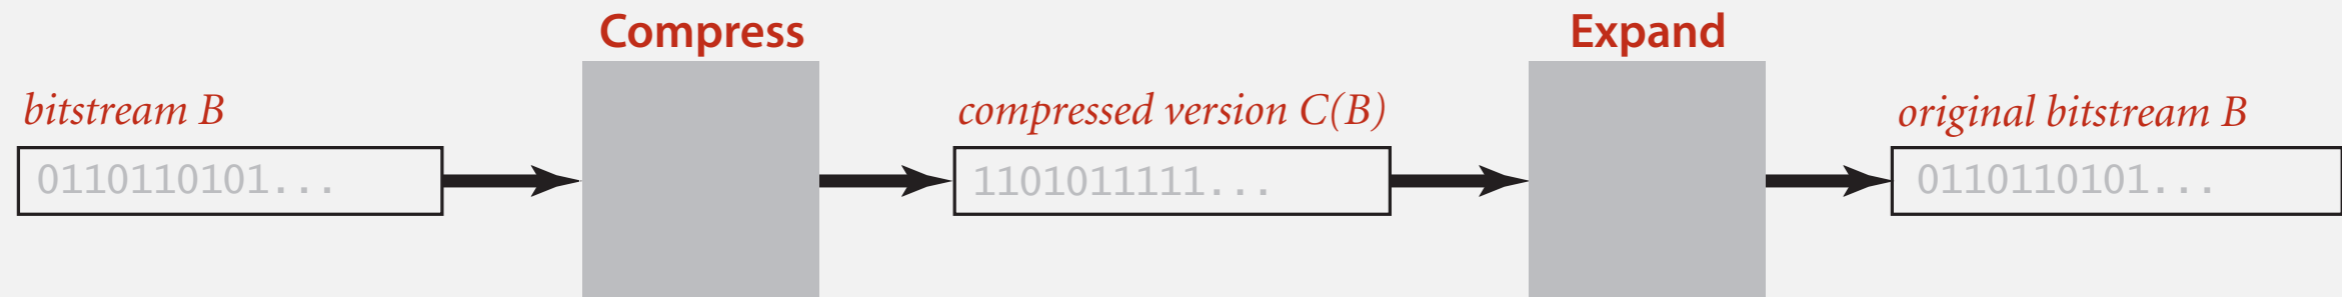 Compress
Expand
bitstream B
compressed version C(B)
original bitstream B
0110110101...
1101011111...
0110110101...